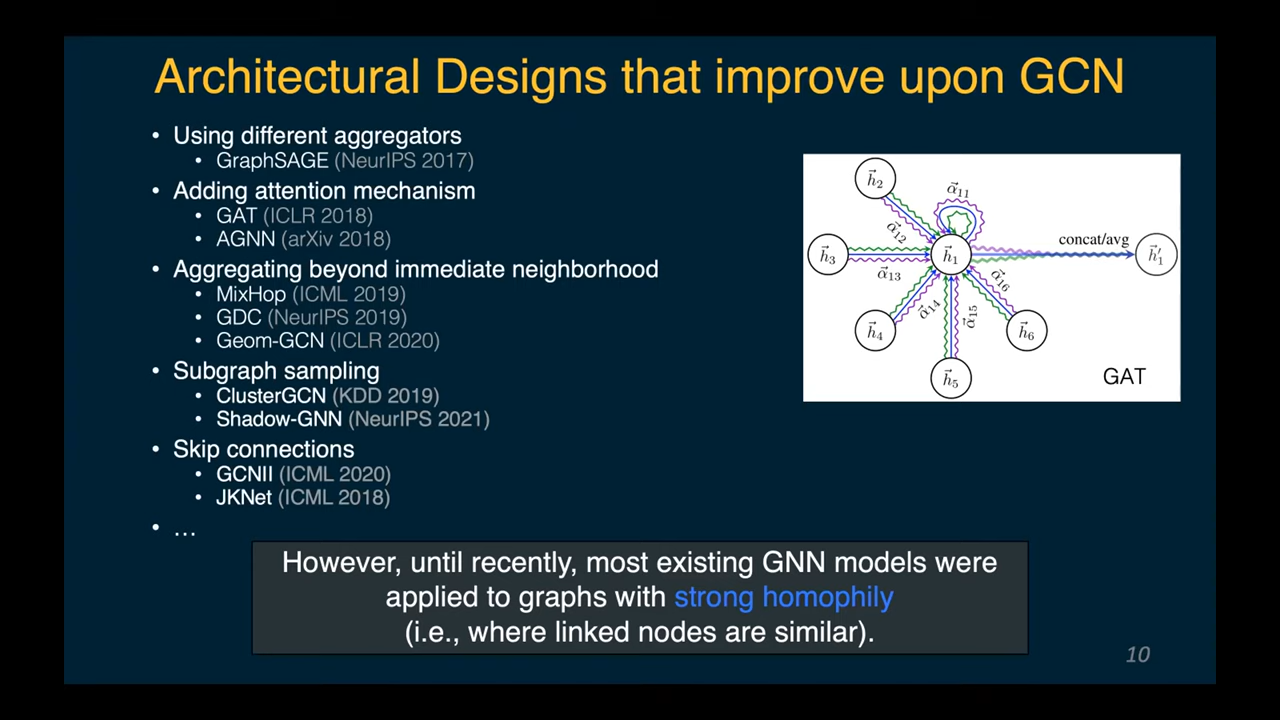 Architectural Designs that improve upon GCN
• Using different aggregators
• GraphSAGE (NeurIPS 2017)
• Adding attention mechanism
• GAT (ICLR 2018)
• AGNN (arXiv 2018)
• Aggregating beyond immediate neighborhood
• MixHop (ICML 2019)
• GDC (NeurIPS 2019)
• Geom-GCN (ICLR 2020)
• Subgraph sampling
• ClusterGCN (KDD 2019)
• Shadow-GNN (NeurIPS 2021)
• Skip connections
• GCNII (ICML 2020)
• JKNet (ICML 2018)
• ...
h⃗₂
α⃗₁₁
α⃗₁₂
h⃗₃
α⃗₁₃
h⃗₁
concat/avg
h⃗′₁
α⃗₁₆
α⃗₁₄
α⃗₁₅
h⃗₄
h⃗₆
h⃗₅
GAT
However, until recently, most existing GNN models were
applied to graphs with strong homophily
(i.e., where linked nodes are similar).
10